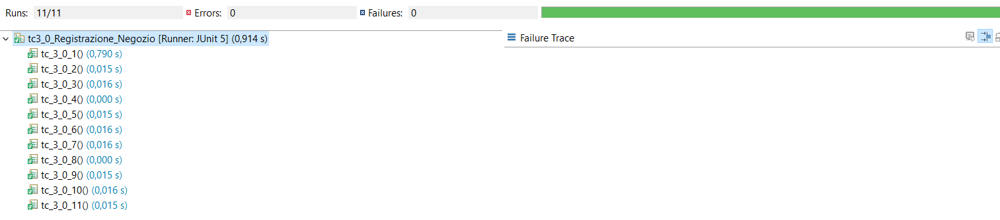 Runs: 11/11 Errors: 0 Failures: 0
tc3_0_Registrazione_Negozio [Runner: JUnit 5] (0,914 s)
Failure Trace
tc_3_0_1() (0,790 s)
tc_3_0_2() (0,015 s)
tc_3_0_3() (0,016 s)
tc_3_0_4() (0,000 s)
tc_3_0_5() (0,015 s)
tc_3_0_6() (0,016 s)
tc_3_0_7() (0,016 s)
tc_3_0_8() (0,000 s)
tc_3_0_9() (0,015 s)
tc_3_0_10() (0,016 s)
tc_3_0_11() (0,015 s)